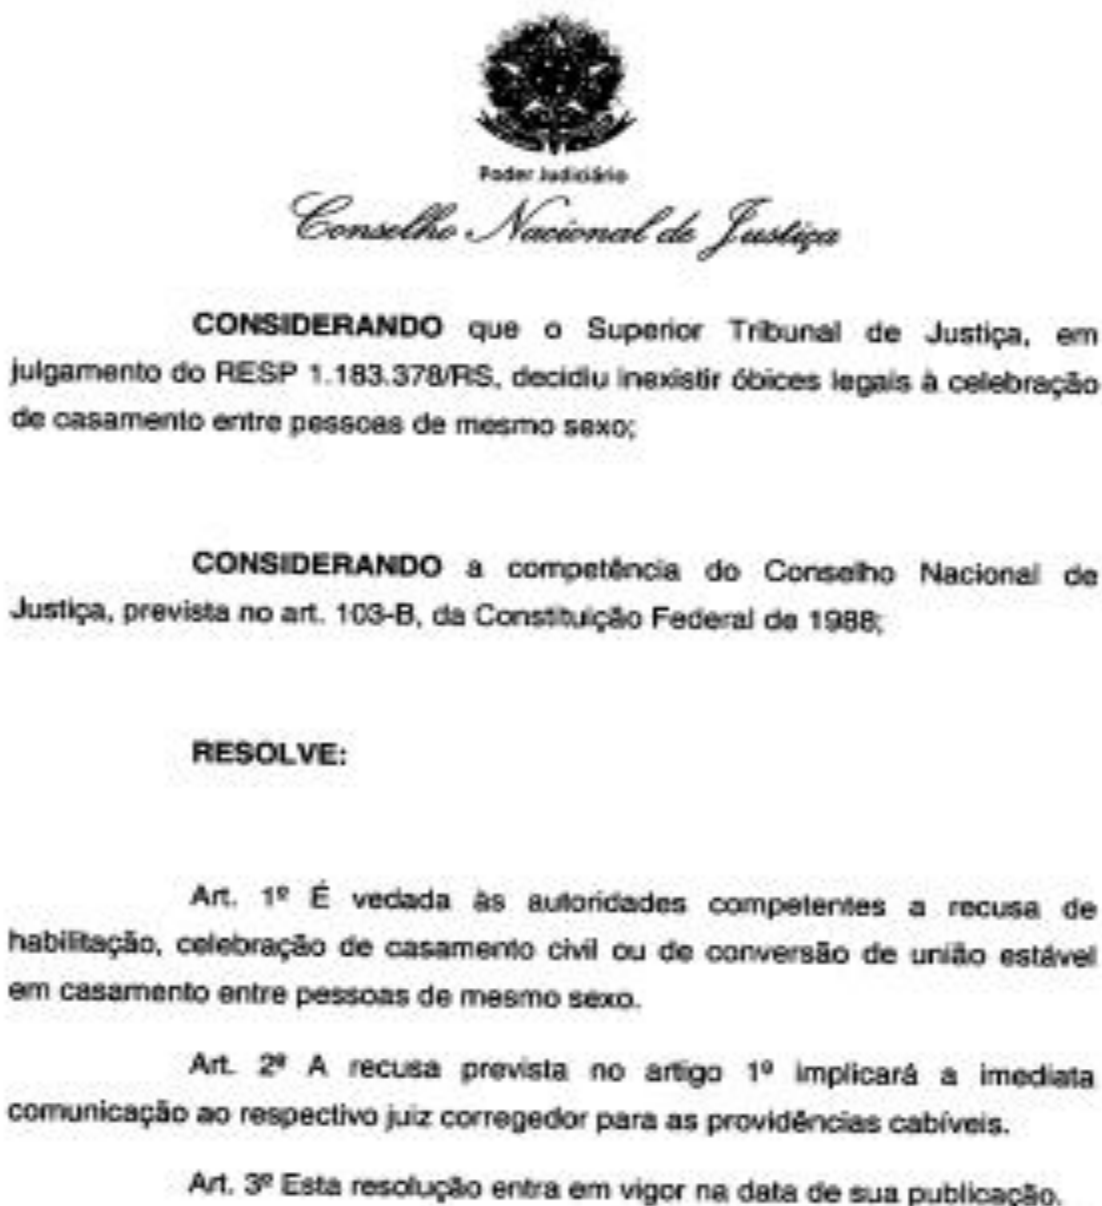 Poder Judiciário
Conselho Nacional de Justiça
CONSIDERANDO que o Superior Tribunal de Justiça, em
julgamento do RESP 1.183.378/RS, decidiu inexistir óbices legais à celebração
de casamento entre pessoas de mesmo sexo;
CONSIDERANDO a competência do Conselho Nacional de
Justiça, prevista no art. 103-B, da Constituição Federal de 1988;
RESOLVE:
Art. 1º É vedada às autoridades competentes a recusa de
habilitação, celebração de casamento civil ou de conversão de união estável
em casamento entre pessoas de mesmo sexo.
Art. 2º A recusa prevista no artigo 1º implicará a imediata
comunicação ao respectivo juiz corregedor para as providências cabíveis.
Art. 3º Esta resolução entra em vigor na data de sua publicação.